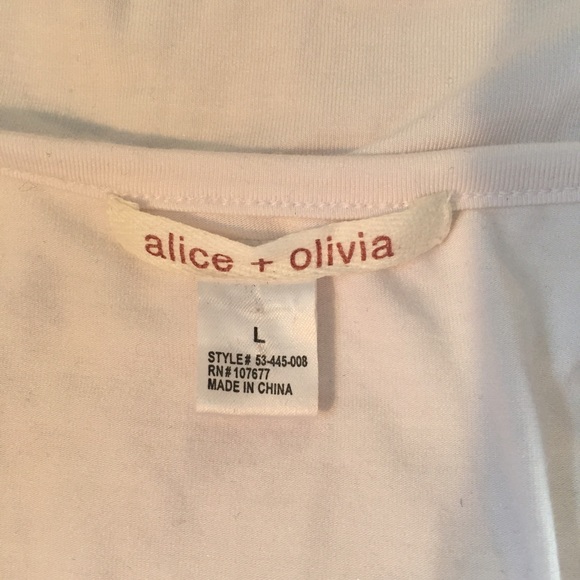 alice + olivia
L
STYLE# 53-445-008
RN# 107677
MADE IN CHINA